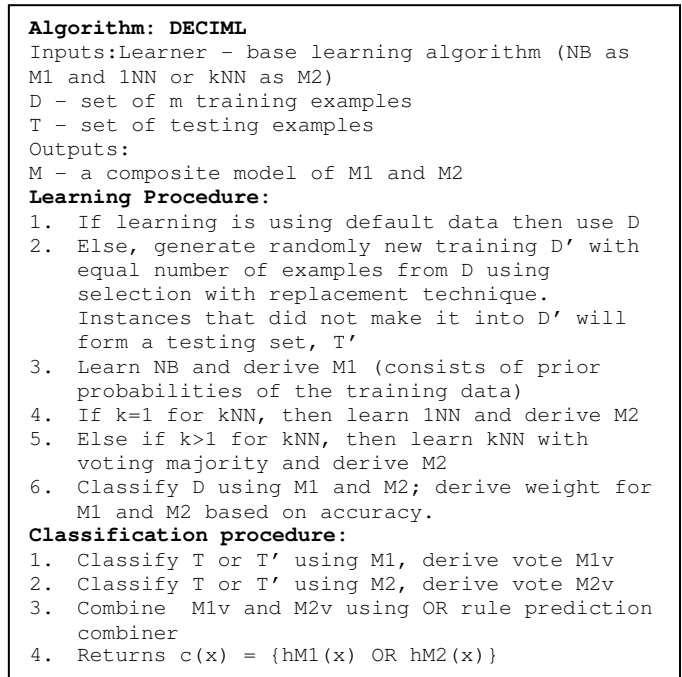 Algorithm: DECIML
Inputs:Learner – base learning algorithm (NB as
M1 and 1NN or kNN as M2)
D – set of m training examples
T – set of testing examples
Outputs:
M – a composite model of M1 and M2
Learning Procedure:
1. If learning is using default data then use D
2. Else, generate randomly new training D’ with
equal number of examples from D using
selection with replacement technique.
Instances that did not make it into D’ will
form a testing set, T’
3. Learn NB and derive M1 (consists of prior
probabilities of the training data)
4. If k=1 for kNN, then learn 1NN and derive M2
5. Else if k>1 for kNN, then learn kNN with
voting majority and derive M2
6. Classify D using M1 and M2; derive weight for
M1 and M2 based on accuracy.
Classification procedure:
1. Classify T or T’ using M1, derive vote M1v
2. Classify T or T’ using M2, derive vote M2v
3. Combine M1v and M2v using OR rule prediction
combiner
4. Returns c(x) = {hM1(x) OR hM2(x)}